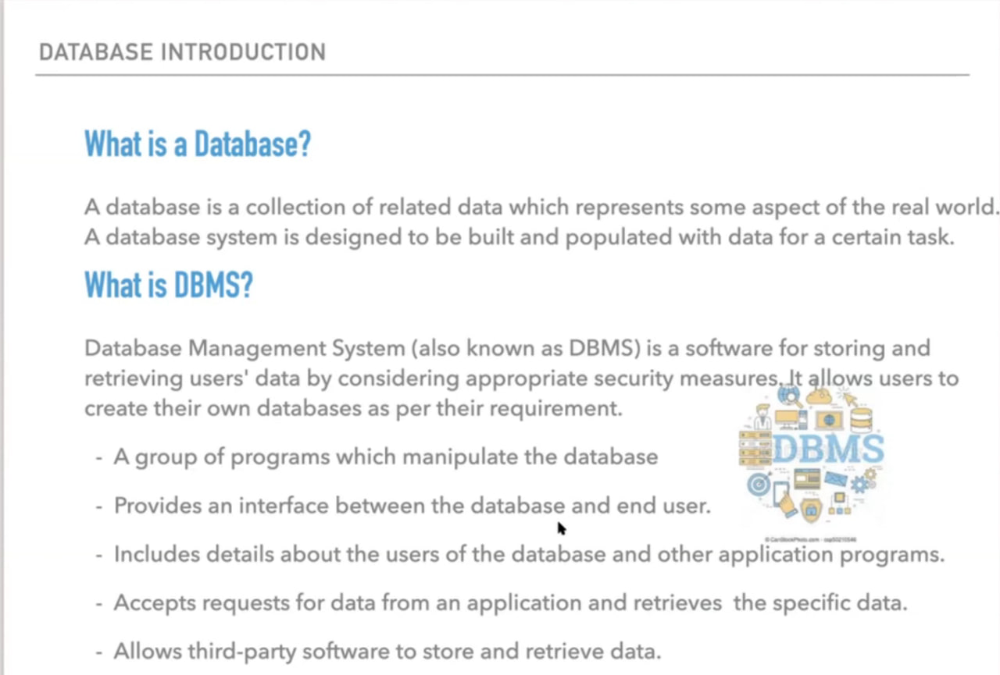 DATABASE INTRODUCTION
What is a Database?
A database is a collection of related data which represents some aspect of the real world.
A database system is designed to be built and populated with data for a certain task.
What is DBMS?
Database Management System (also known as DBMS) is a software for storing and
retrieving users' data by considering appropriate security measures. It allows users to
create their own databases as per their requirement.
- A group of programs which manipulate the database
DBMS
- Provides an interface between the database and end user.
© CanStockPhoto.com - csp50210546
- Includes details about the users of the database and other application programs.
- Accepts requests for data from an application and retrieves  the specific data.
- Allows third-party software to store and retrieve data.